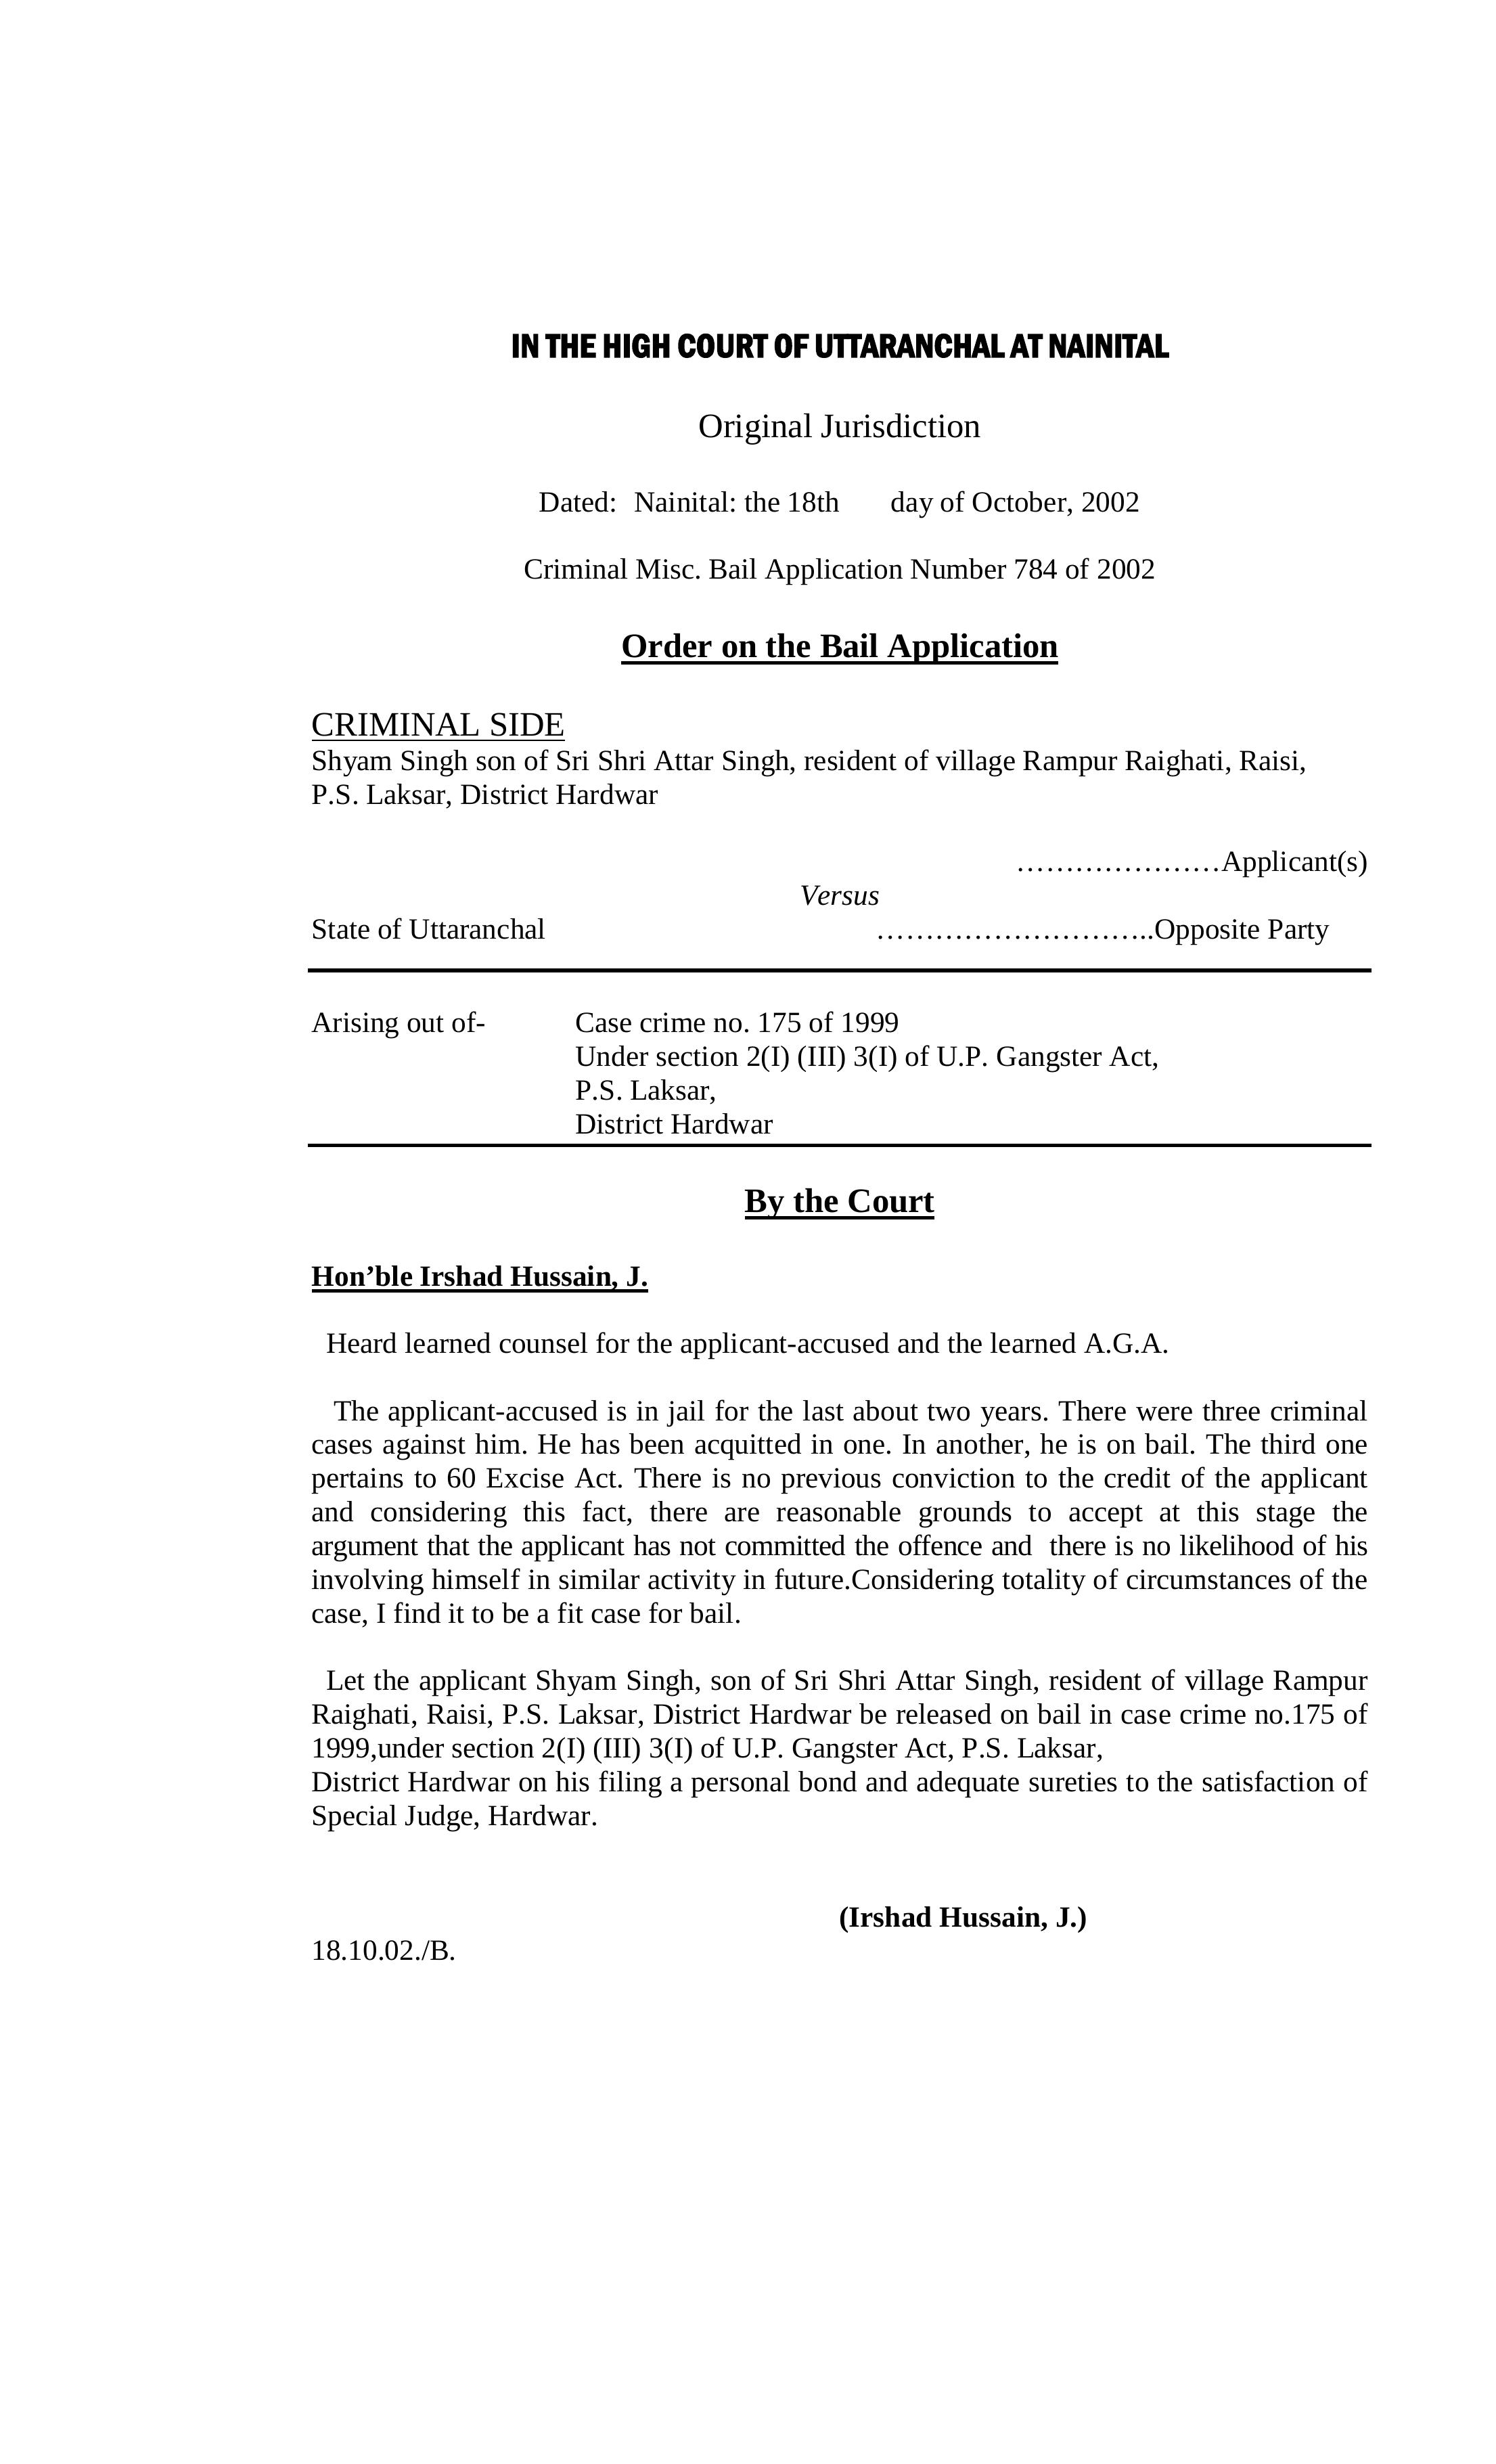 IN THE HIGH COURT OF UTTARANCHAL AT NAINITAL
Original Jurisdiction
Dated: Nainital: the 18th day of October, 2002
Criminal Misc. Bail Application Number 784 of 2002
Order on the Bail Application
CRIMINAL SIDE
Shyam Singh son of Sri Shri Attar Singh, resident of village Rampur Raighati, Raisi,
P.S. Laksar, District Hardwar
…………………Applicant(s)
Versus
State of Uttaranchal ………………………..Opposite Party
Arising out of- Case crime no. 175 of 1999
Under section 2(I) (III) 3(I) of U.P. Gangster Act,
P.S. Laksar,
District Hardwar
By the Court
Hon’ble Irshad Hussain, J.
Heard learned counsel for the applicant-accused and the learned A.G.A.
The applicant-accused is in jail for the last about two years. There were three criminal
cases against him. He has been acquitted in one. In another, he is on bail. The third one
pertains to 60 Excise Act. There is no previous conviction to the credit of the applicant
and considering this fact, there are reasonable grounds to accept at this stage the
argument that the applicant has not committed the offence and there is no likelihood of his
involving himself in similar activity in future.Considering totality of circumstances of the
case, I find it to be a fit case for bail.
Let the applicant Shyam Singh, son of Sri Shri Attar Singh, resident of village Rampur
Raighati, Raisi, P.S. Laksar, District Hardwar be released on bail in case crime no.175 of
1999,under section 2(I) (III) 3(I) of U.P. Gangster Act, P.S. Laksar,
District Hardwar on his filing a personal bond and adequate sureties to the satisfaction of
Special Judge, Hardwar.
(Irshad Hussain, J.)
18.10.02./B.